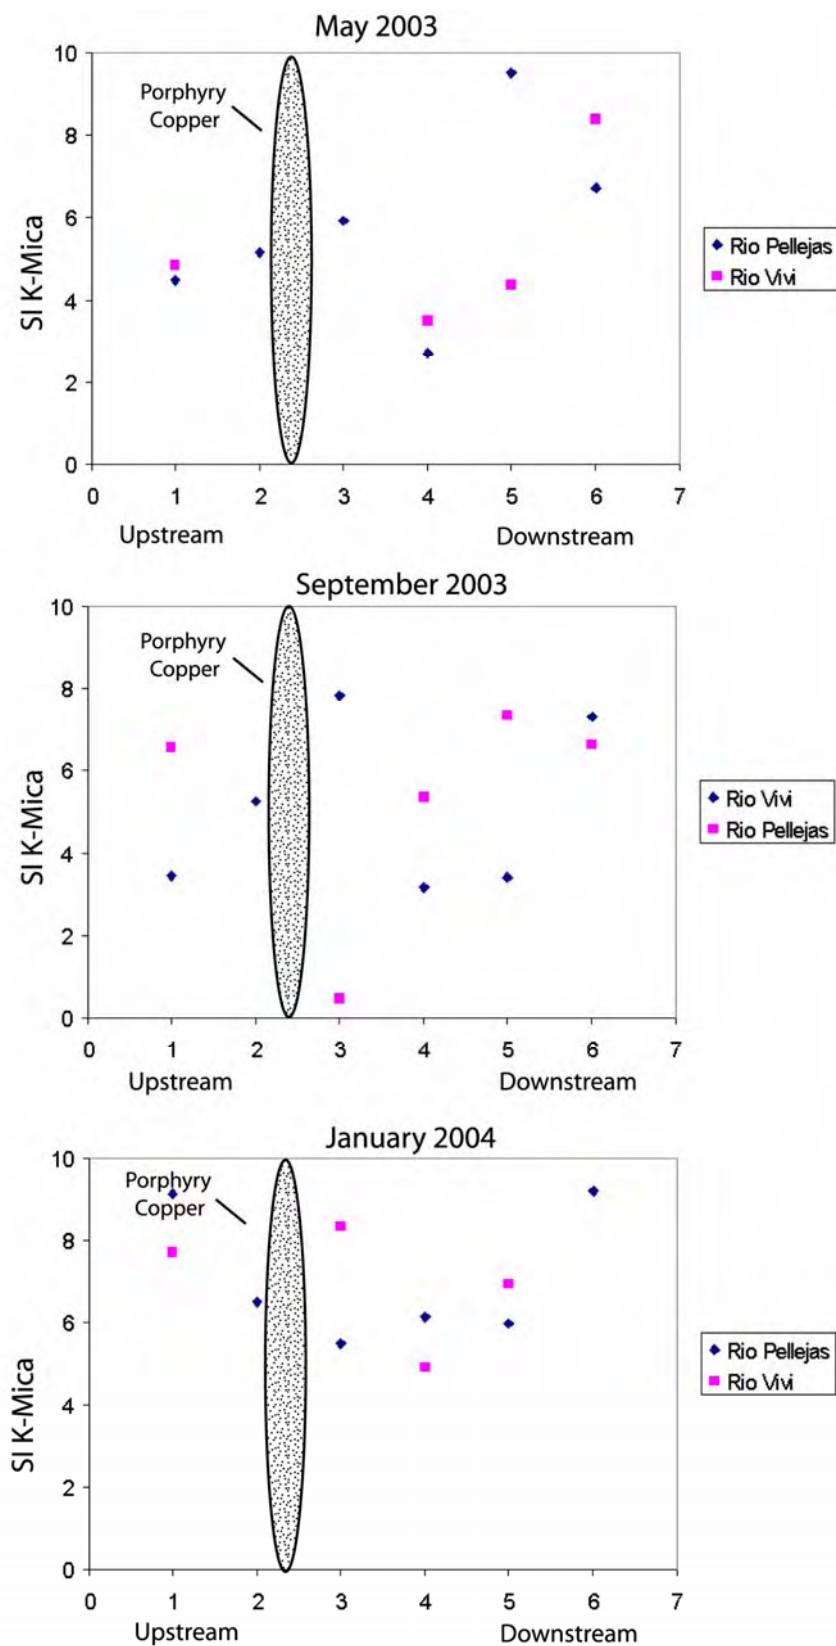 May 2003
10
Porphyry
Copper
8
6
SI K-Mica
4
2
0
0 1 2 3 4 5 6 7
Upstream Downstream
Rio Pellejas
Rio Vivi
September 2003
10
Porphyry
Copper
8
6
SI K-Mica
4
2
0
0 1 2 3 4 5 6 7
Upstream Downstream
Rio Vivi
Rio Pellejas
January 2004
10
Porphyry
Copper
8
6
SI K-Mica
4
2
0
0 1 2 3 4 5 6 7
Upstream Downstream
Rio Pellejas
Rio Vivi